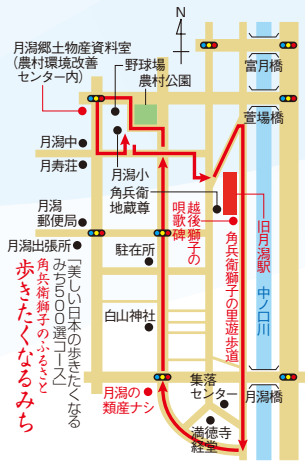 N
月潟郷土物産資料室
(農村環境改善
センター内)
野球場
農村公園
富月橋
萱場橋
月潟中
月寿荘
月潟小
角兵衛
地蔵尊
越後獅子の
唄歌碑
旧月潟駅
中ノ口川
角兵衛獅子の里遊歩道
月潟
郵便局
月潟出張所
駐在所
白山神社
「美しい日本の歩きたくなる
みち500選コース」
角兵衛獅子のふるさと
歩きたくなるみち
月潟の
類産ナシ
集落
センター
月潟橋
満徳寺
経堂